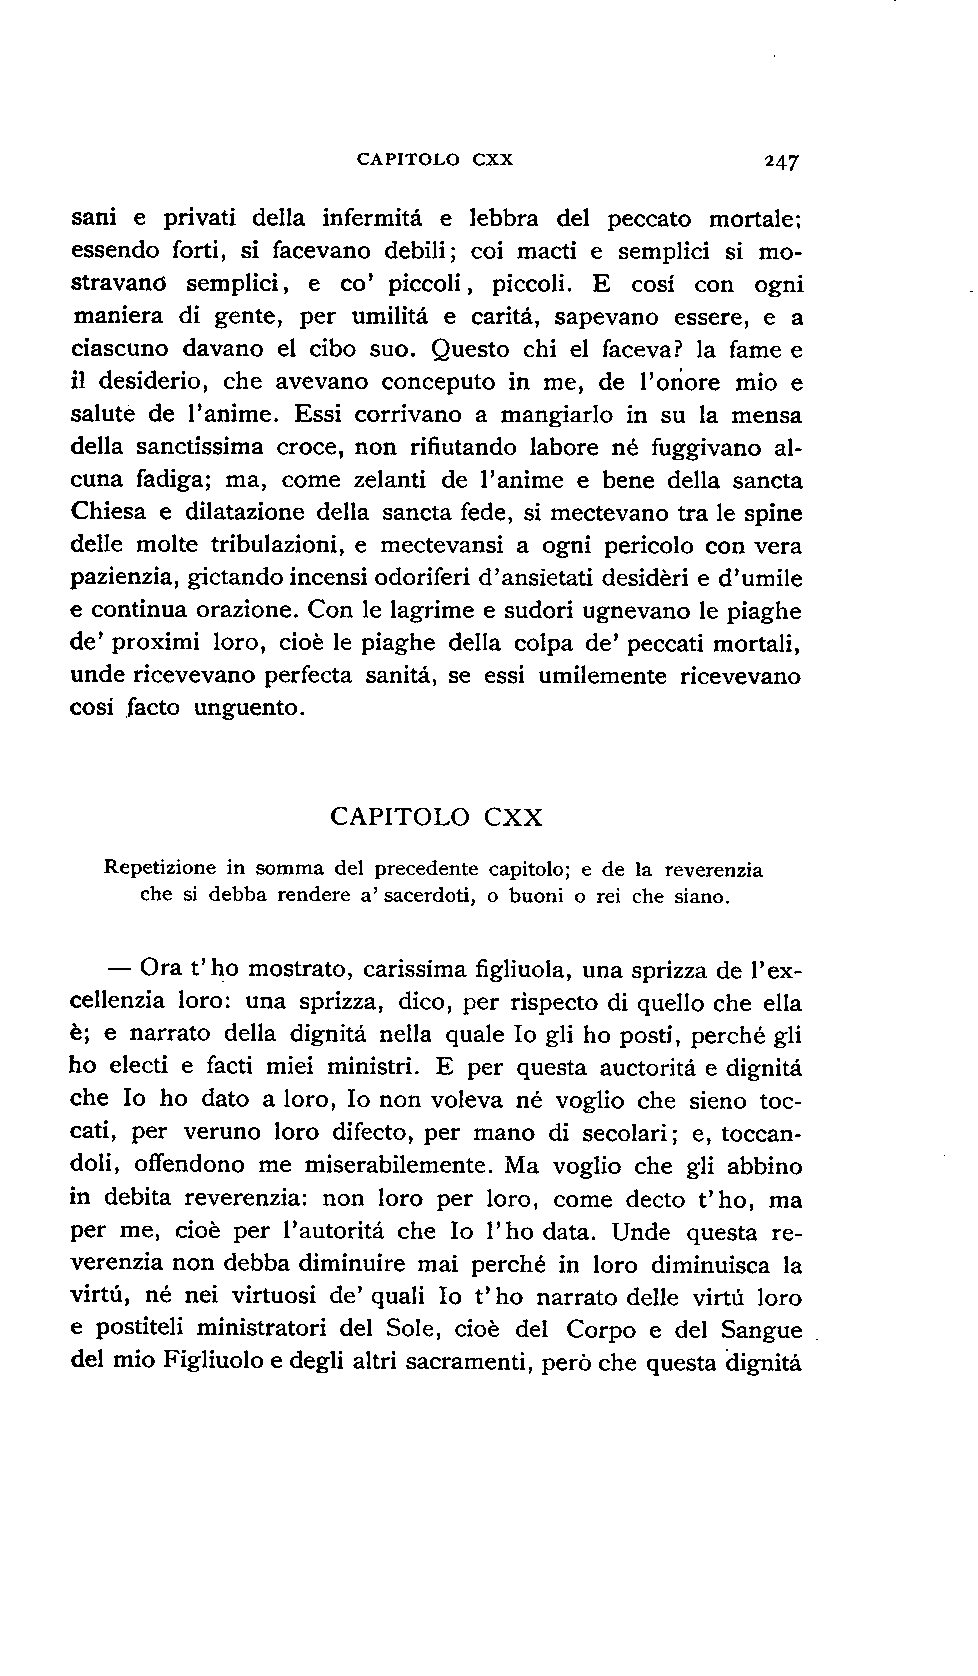 CAPITOLO CXX 247
sani e privati della infermitá e lebbra del peccato mortale;
essendo forti, si facevano debili; coi macti e semplici si mo-
stravano semplici, e co' piccoli, piccoli. E cosí con ogni
maniera di gente, per umilitá e caritá, sapevano essere, e a
ciascuno davano el cibo suo. Questo chi el faceva? la fame e
il desiderio, che avevano conceputo in me, de l'onore mio e
salute de l'anime. Essi corrivano a mangiarlo in su la mensa
della sanctissima croce, non rifiutando labore né fuggivano al-
cuna fadiga; ma, come zelanti de l'anime e bene della sancta
Chiesa e dilatazione della sancta fede, si mectevano tra le spine
delle molte tribulazioni, e mectevansi a ogni pericolo con vera
pazienzia, gictando incensi odoriferi d'ansietati desidèri e d'umile
e continua orazione. Con le lagrime e sudori ugnevano le piaghe
de' proximi loro, cioè le piaghe della colpa de' peccati mortali,
unde ricevevano perfecta sanitá, se essi umilemente ricevevano
cosi facto unguento.
CAPITOLO CXX
Repetizione in somma del precedente capitolo; e de la reverenzia
che si debba rendere a' sacerdoti, o buoni o rei che siano.
— Ora t'ho mostrato, carissima figliuola, una sprizza de l'ex-
cellenzia loro: una sprizza, dico, per rispecto di quello che ella
è; e narrato della dignitá nella quale Io gli ho posti, perché gli
ho electi e facti miei ministri. E per questa auctoritá e dignitá
che Io ho dato a loro, Io non voleva né voglio che sieno toc-
cati, per veruno loro difecto, per mano di secolari; e, toccan-
doli, offendono me miserabilemente. Ma voglio che gli abbino
in debita reverenzia: non loro per loro, come decto t'ho, ma
per me, cioè per l'autoritá che Io l'ho data. Unde questa re-
verenzia non debba diminuire mai perché in loro diminuisca la
virtú, né nei virtuosi de' quali Io t'ho narrato delle virtú loro
e postiteli ministratori del Sole, cioè del Corpo e del Sangue
del mio Figliuolo e degli altri sacramenti, però che questa dignitá